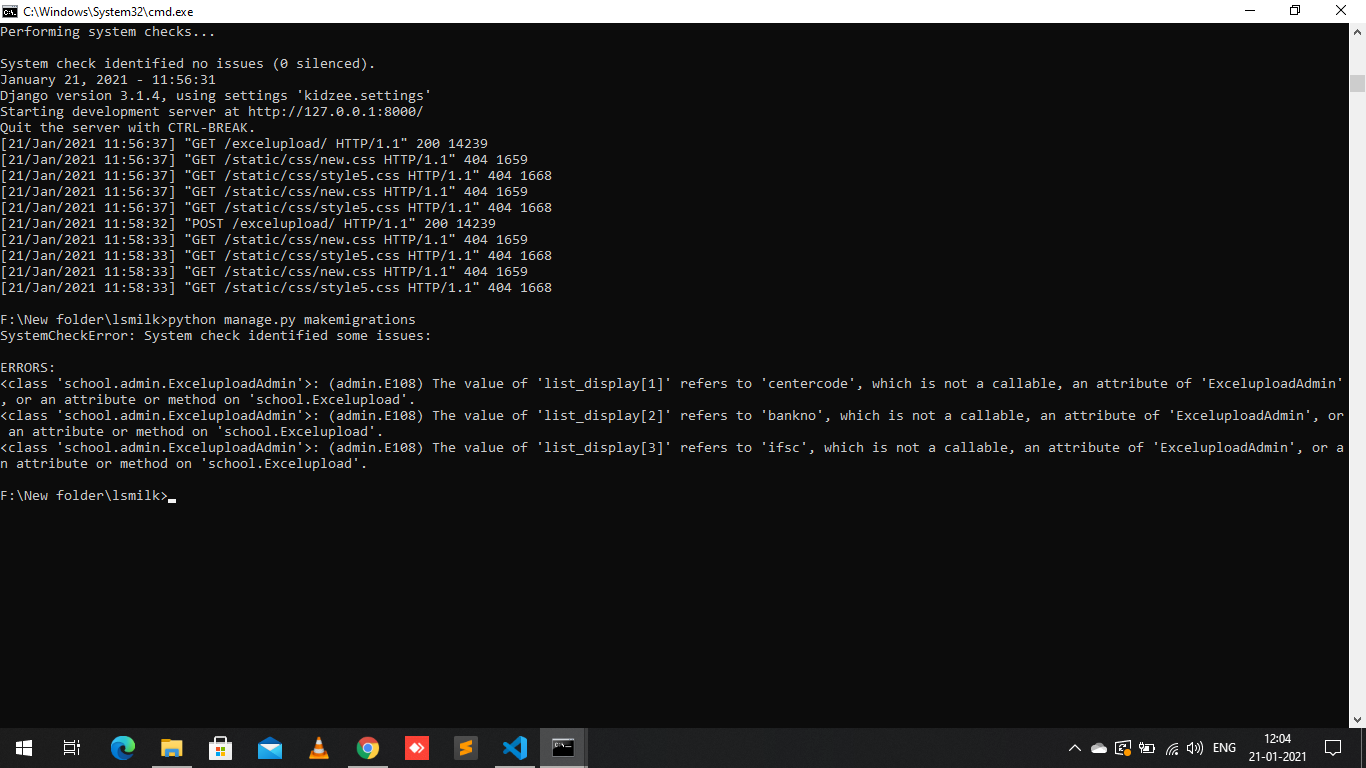 C:\Windows\System32\cmd.exe
Performing system checks...
System check identified no issues (0 silenced).
January 21, 2021 - 11:56:31
Django version 3.1.4, using settings 'kidzee.settings'
Starting development server at http://127.0.0.1:8000/
Quit the server with CTRL-BREAK.
[21/Jan/2021 11:56:37] "GET /excelupload/ HTTP/1.1" 200 14239
[21/Jan/2021 11:56:37] "GET /static/css/new.css HTTP/1.1" 404 1659
[21/Jan/2021 11:56:37] "GET /static/css/style5.css HTTP/1.1" 404 1668
[21/Jan/2021 11:56:37] "GET /static/css/new.css HTTP/1.1" 404 1659
[21/Jan/2021 11:56:37] "GET /static/css/style5.css HTTP/1.1" 404 1668
[21/Jan/2021 11:58:32] "POST /excelupload/ HTTP/1.1" 200 14239
[21/Jan/2021 11:58:33] "GET /static/css/new.css HTTP/1.1" 404 1659
[21/Jan/2021 11:58:33] "GET /static/css/style5.css HTTP/1.1" 404 1668
[21/Jan/2021 11:58:33] "GET /static/css/new.css HTTP/1.1" 404 1659
[21/Jan/2021 11:58:33] "GET /static/css/style5.css HTTP/1.1" 404 1668
F:\New folder\lsmilk>python manage.py makemigrations
SystemCheckError: System check identified some issues:
ERRORS:
<class 'school.admin.ExceluploadAdmin'>: (admin.E108) The value of 'list_display[1]' refers to 'centercode', which is not a callable, an attribute of 'ExceluploadAdmin'
, or an attribute or method on 'school.Excelupload'.
<class 'school.admin.ExceluploadAdmin'>: (admin.E108) The value of 'list_display[2]' refers to 'bankno', which is not a callable, an attribute of 'ExceluploadAdmin', or
 an attribute or method on 'school.Excelupload'.
<class 'school.admin.ExceluploadAdmin'>: (admin.E108) The value of 'list_display[3]' refers to 'ifsc', which is not a callable, an attribute of 'ExceluploadAdmin', or a
n attribute or method on 'school.Excelupload'.
F:\New folder\lsmilk>
ENG
12:04
21-01-2021